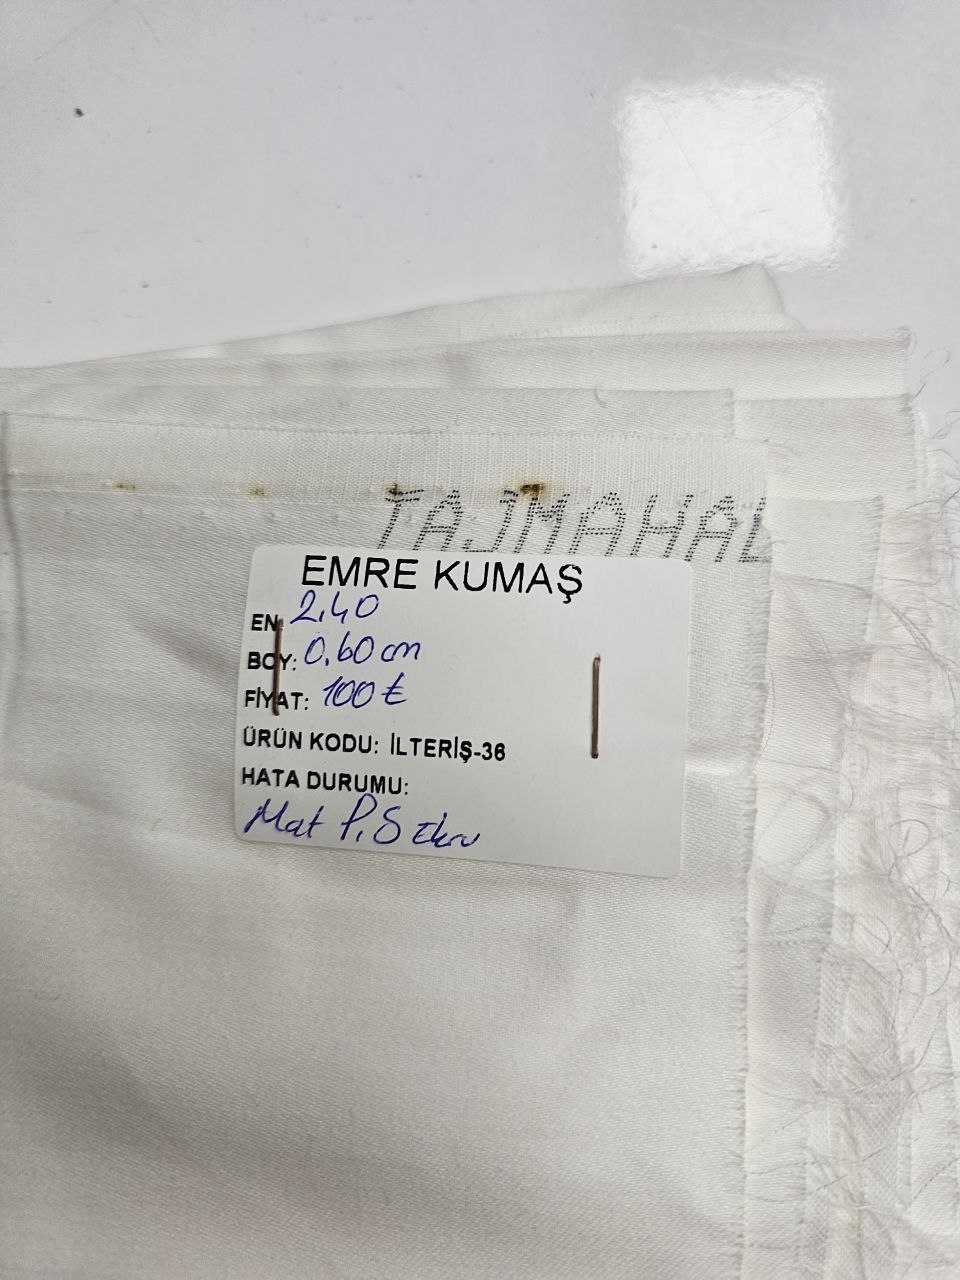 TAJMAHAL
EMRE KUMAŞ
EN: 2.40
BOY: 0.60 cm
FİYAT: 100 ₺
ÜRÜN KODU: İLTERİŞ-36
HATA DURUMU:
Mat P.S Ekru